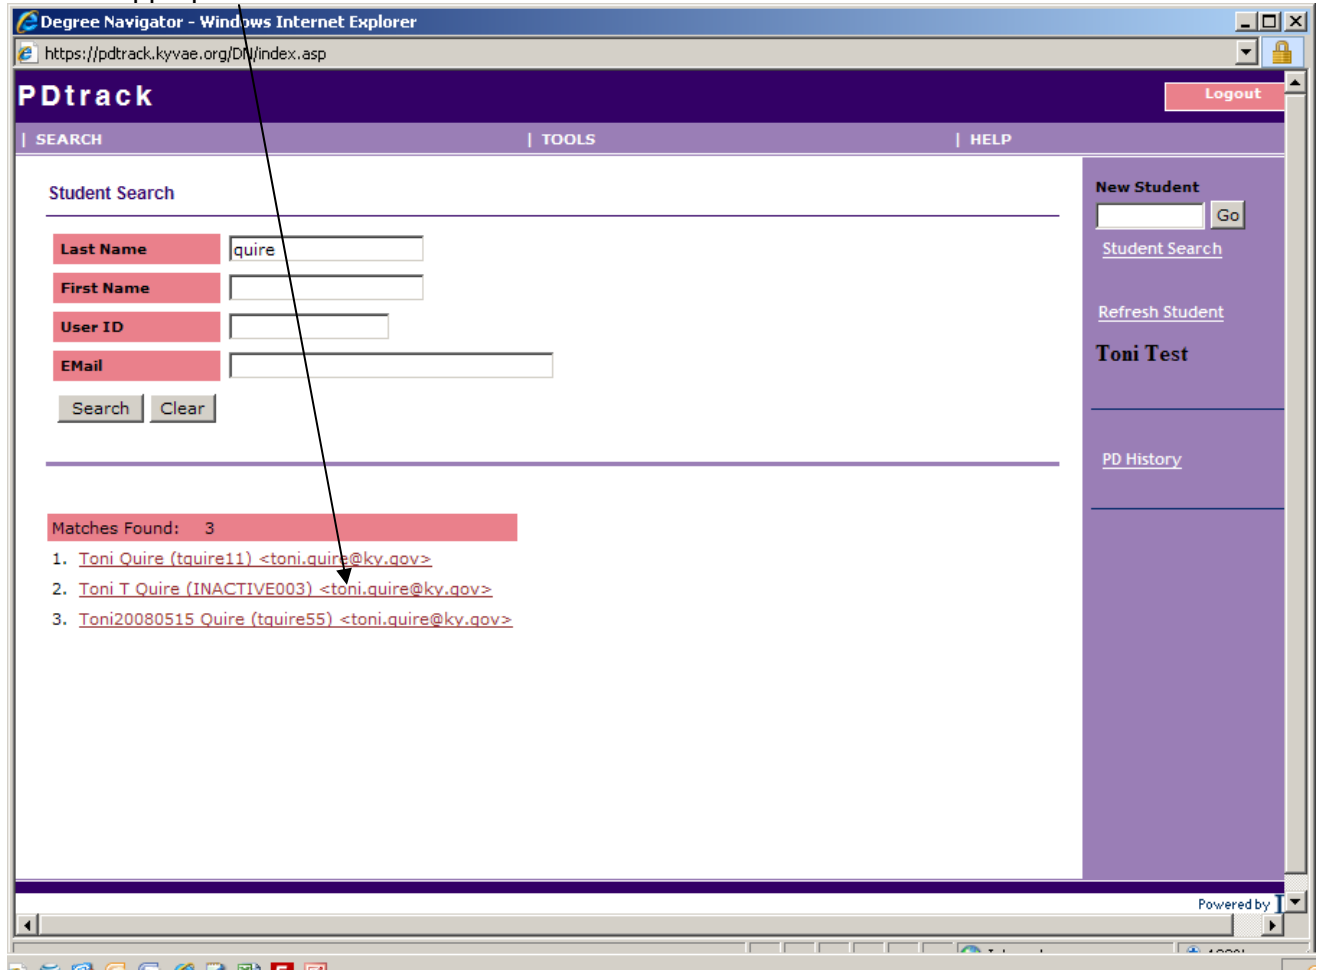 Degree Navigator - Windows Internet Explorer
https://pdtrack.kyvae.org/DN/index.asp
PDtrack
Logout
| SEARCH | TOOLS | HELP
Student Search
Last Name quire
First Name
User ID
EMail
Search Clear
Matches Found: 3
1. Toni Quire (tquire11) <toni.quire@ky.gov>
2. Toni T Quire (INACTIVE003) <toni.quire@ky.gov>
3. Toni20080515 Quire (tquire55) <toni.quire@ky.gov>
New Student
Go
Student Search
Refresh Student
Toni Test
PD History
Powered by